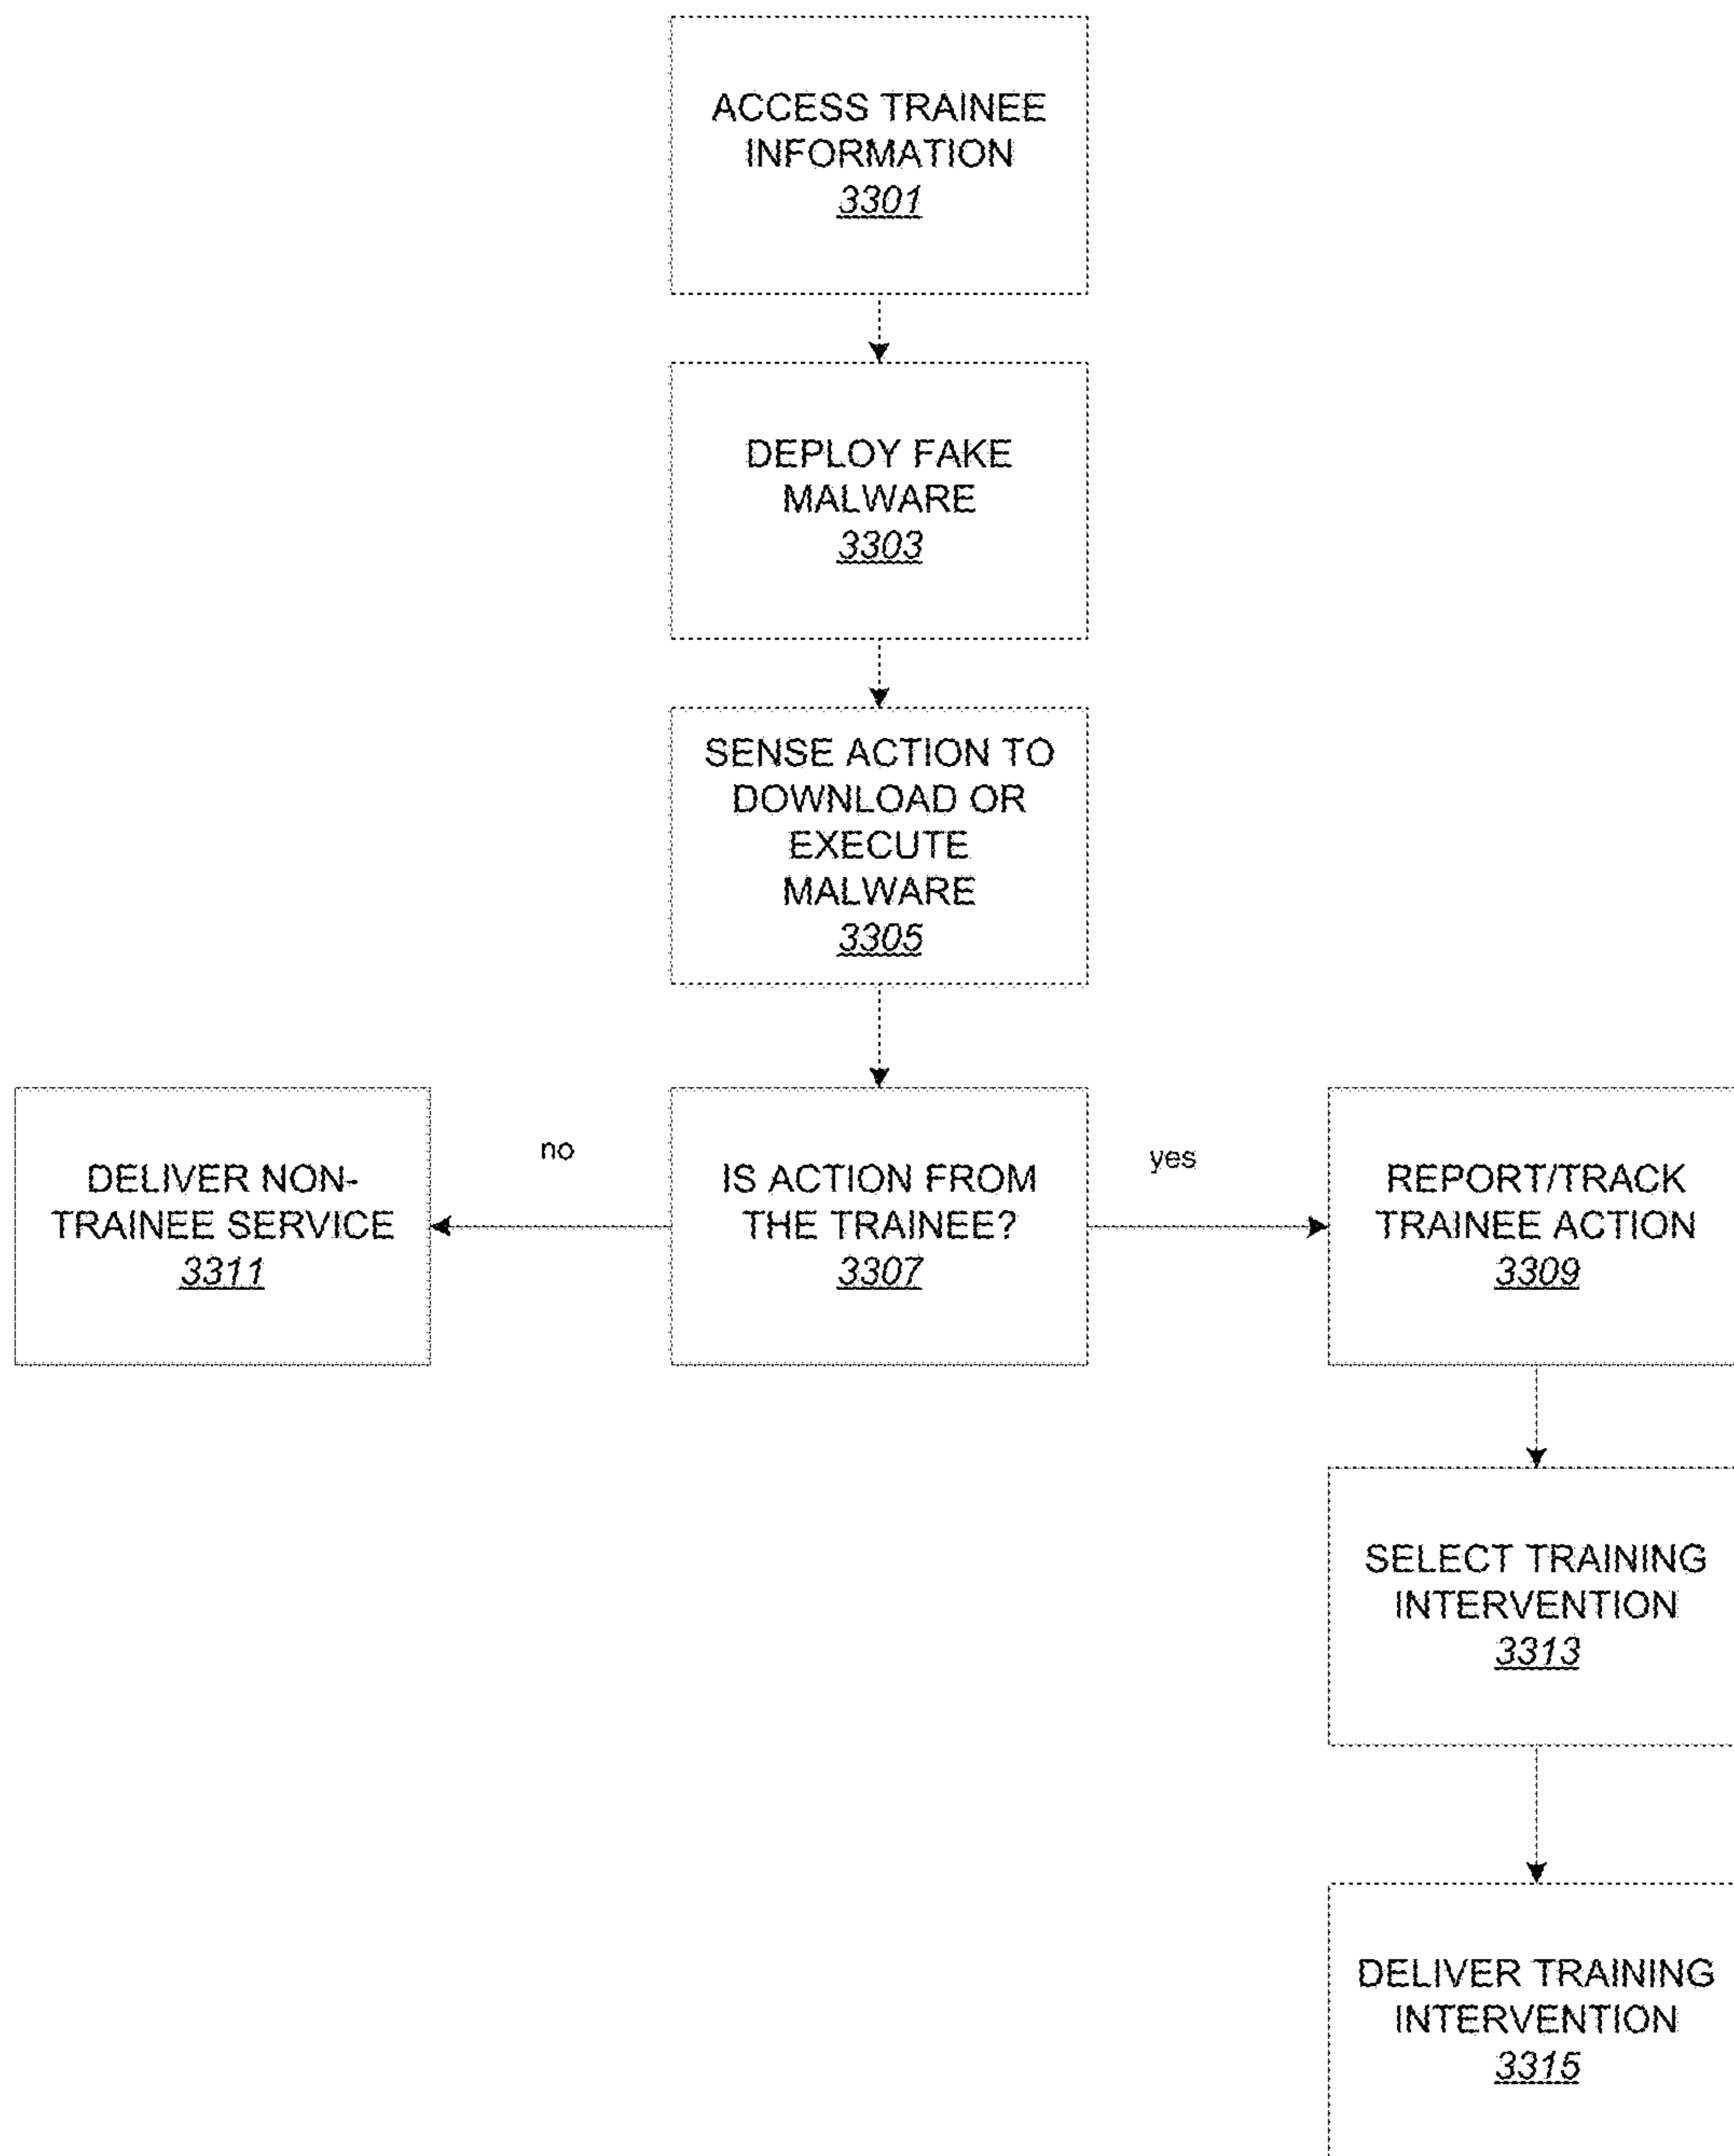 ACCESS TRAINEE
INFORMATION
3301
DEPLOY FAKE
MALWARE
3303
SENSE ACTION TO
DOWNLOAD OR
EXECUTE
MALWARE
3305
DELIVER NON-
TRAINEE SERVICE
3311
no
IS ACTION FROM
THE TRAINEE?
3307
yes
REPORT/TRACK
TRAINEE ACTION
3309
SELECT TRAINING
INTERVENTION
3313
DELIVER TRAINING
INTERVENTION
3315